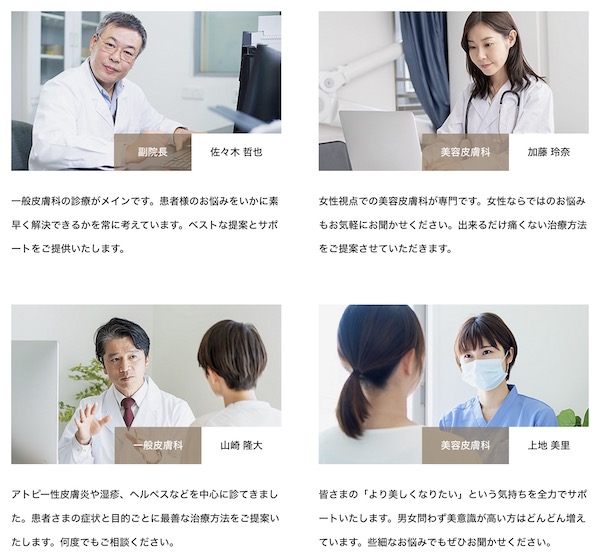 副院長 佐々木 哲也
美容皮膚科 加藤 玲奈
一般皮膚科の診療がメインです。患者様のお悩みをいかに素
早く解決できるかを常に考えています。ベストな提案とサポ
ートをご提供いたします。
女性視点での美容皮膚科が専門です。女性ならではのお悩み
もお気軽にお聞かせください。出来るだけ痛くない治療方法
をご提案させていただきます。
一般皮膚科 山崎 隆大
美容皮膚科 上地 美里
アトピー性皮膚炎や湿疹、ヘルペスなどを中心に診てきまし
た。患者さまの症状と目的ごとに最善な治療方法をご提案い
たします。何度でもご相談ください。
皆さまの「より美しくなりたい」という気持ちを全力でサポ
ートいたします。男女問わず美意識が高い方はどんどん増え
ています。些細なお悩みでもぜひお聞かせください。